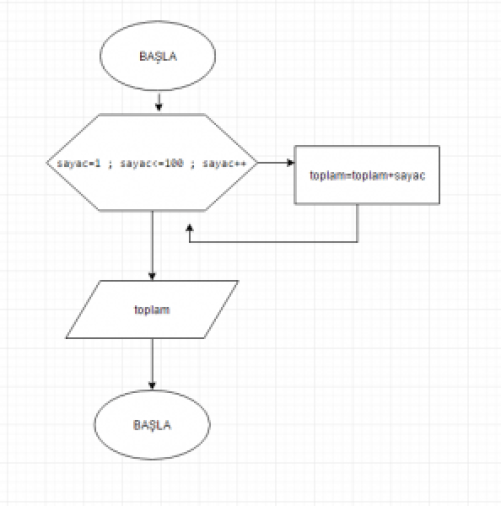 BAŞLA
sayac=1 ; sayac<=100 ; sayac++
toplam=toplam+sayac
toplam
BAŞLA